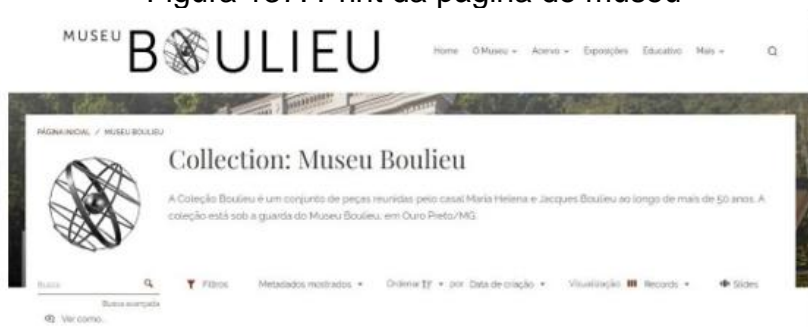 Figura 137: Print da página do museu
MUSEU BOULIEU
Home O Museu Acervo Exposições Educativo Mais
PÁGINA INICIAL / MUSEU BOULIEU
Collection: Museu Boulieu
A Coleção Boulieu é um conjunto de peças reunidas pelo casal Maria Helena e Jacques Boulieu ao longo de mais de 50 anos. A
coleção está sob a guarda do Museu Boulieu, em Ouro Preto/MG.
Busca Filtros Metadados mostrados Ordenar por Data de criação Visualização Records Slides
Busca avançada
Ver como...